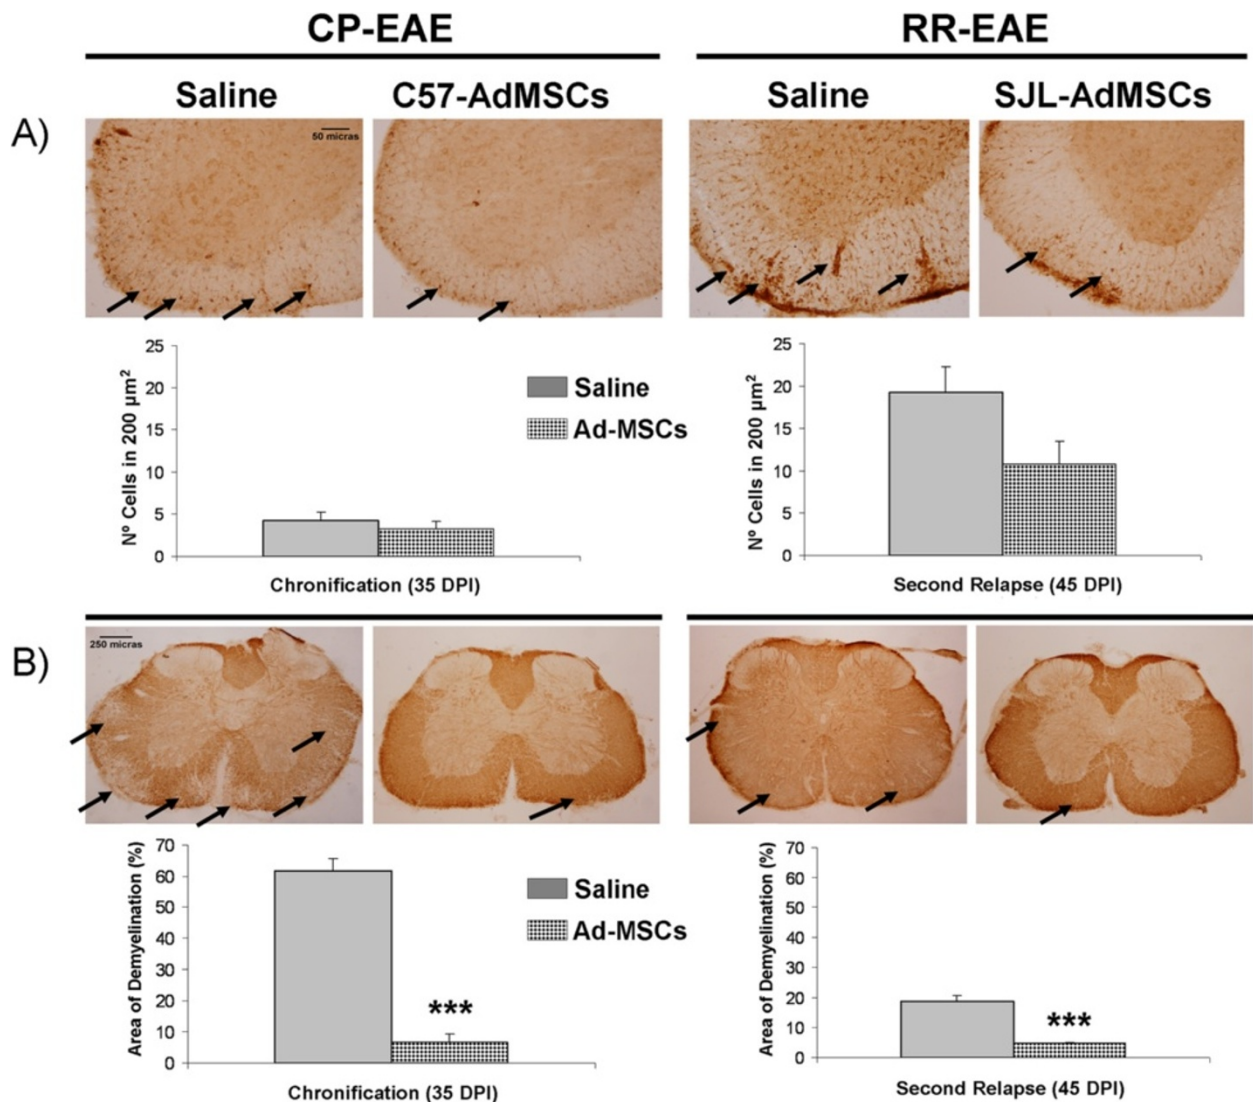 CP-EAE
RR-EAE
Saline
C57-AdMSCs
Saline
SJL-AdMSCs
A)
50 micras
25
20
15
10
5
0
Nº Cells in 200 µm²
Saline
Ad-MSCs
Chronification (35 DPI)
25
20
15
10
5
0
Nº Cells in 200 µm²
Second Relapse (45 DPI)
B)
250 micras
70
60
50
40
30
20
10
0
Area of Demyelination (%)
***
Saline
Ad-MSCs
Chronification (35 DPI)
70
60
50
40
30
20
10
0
Area of Demyelination (%)
***
Second Relapse (45 DPI)